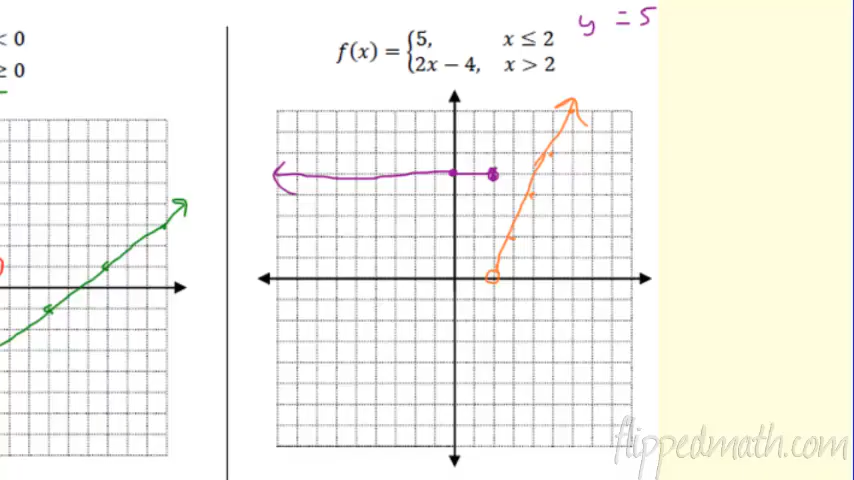 < 0
≥ 0
y = 5
f(x) = {5, x ≤ 2
2x − 4, x > 2
flippedmath.com